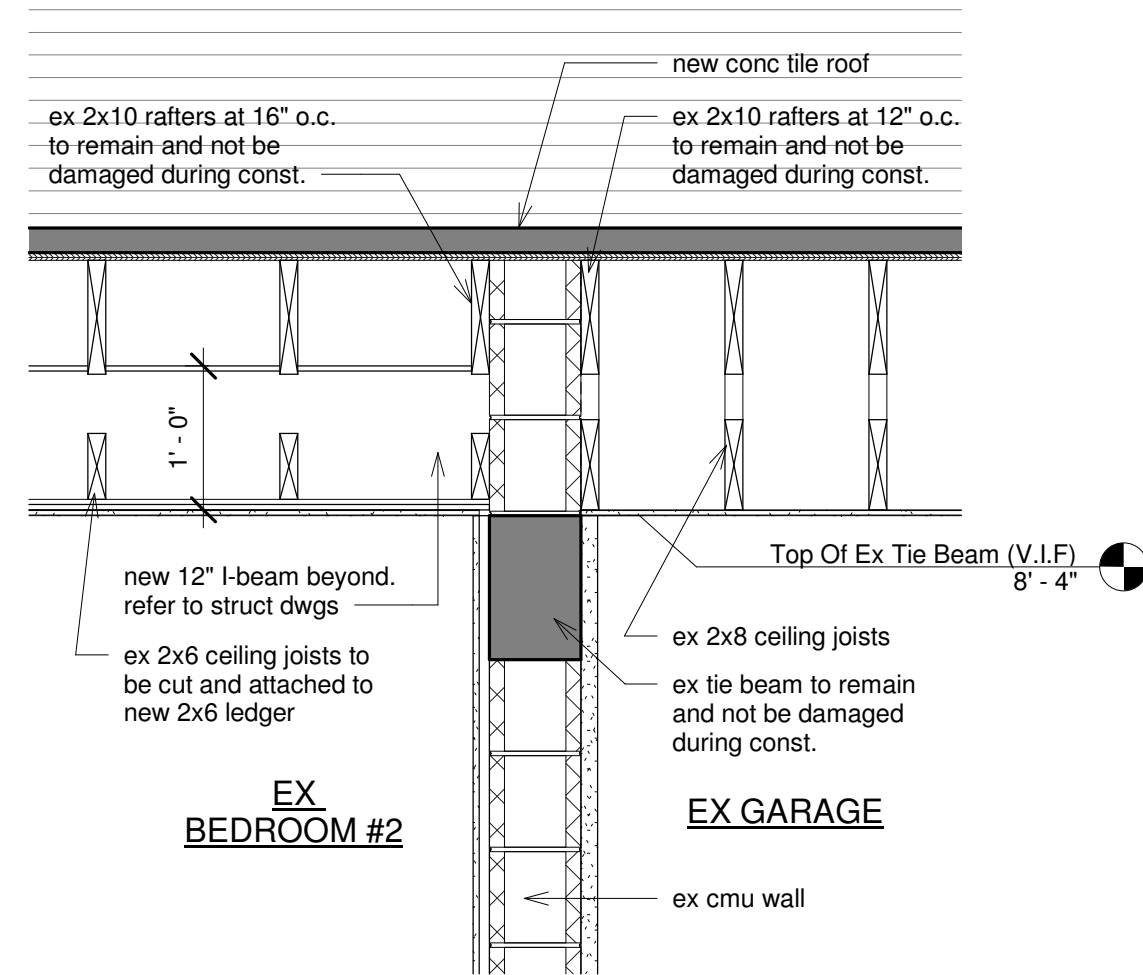 new conc tile roof
ex 2x10 rafters at 16" o.c.
to remain and not be
damaged during const.
ex 2x10 rafters at 12" o.c.
to remain and not be
damaged during const.
1' - 0"
Top Of Ex Tie Beam (V.I.F)
8' - 4"
new 12" I-beam beyond.
refer to struct dwgs
ex 2x6 ceiling joists to
be cut and attached to
new 2x6 ledger
ex 2x8 ceiling joists
ex tie beam to remain
and not be damaged
during const.
EX
BEDROOM #2
EX GARAGE
ex cmu wall